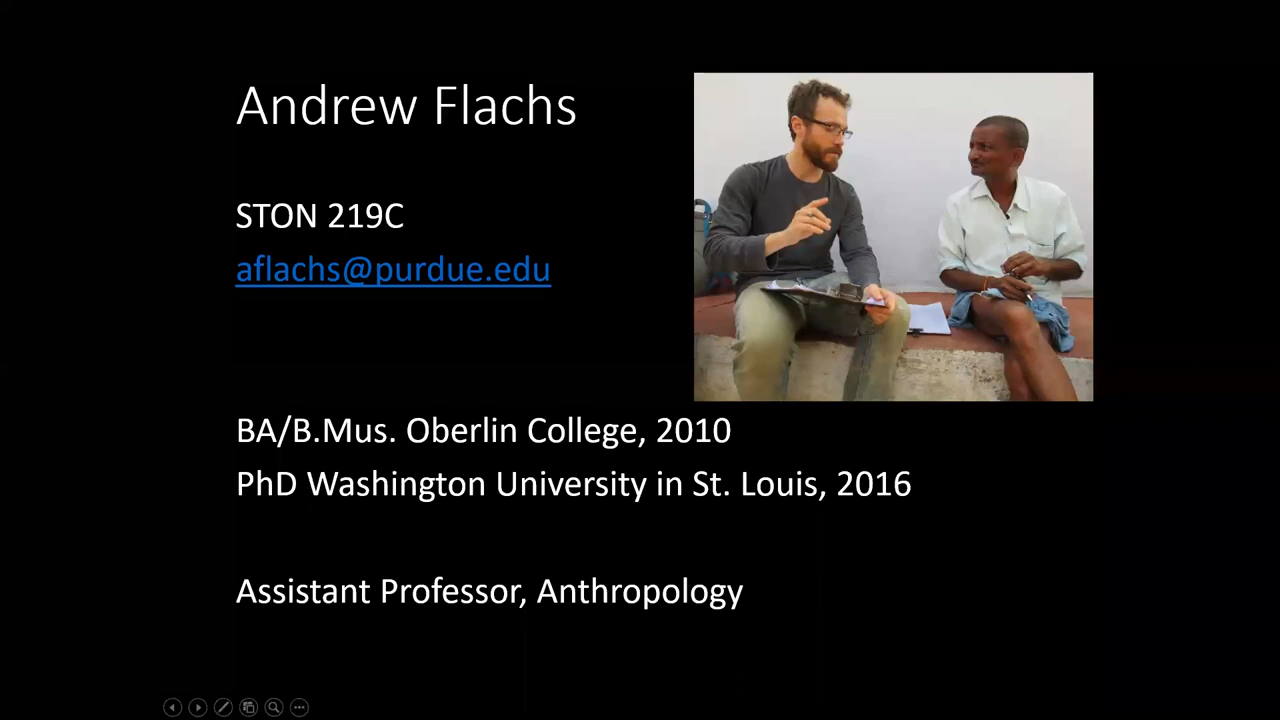 Andrew Flachs
STON 219C
aflachs@purdue.edu
BA/B.Mus. Oberlin College, 2010
PhD Washington University in St. Louis, 2016
Assistant Professor, Anthropology